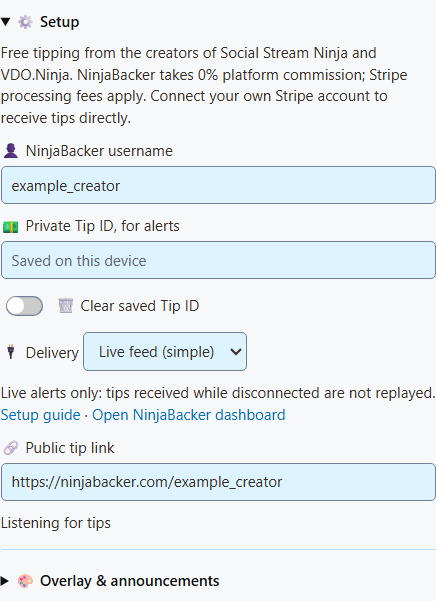 Setup
Free tipping from the creators of Social Stream Ninja and
VDO.Ninja. NinjaBacker takes 0% platform commission; Stripe
processing fees apply. Connect your own Stripe account to
receive tips directly.
NinjaBacker username
example_creator
Private Tip ID, for alerts
Saved on this device
Clear saved Tip ID
Delivery Live feed (simple)
Live alerts only: tips received while disconnected are not replayed.
Setup guide · Open NinjaBacker dashboard
Public tip link
https://ninjabacker.com/example_creator
Listening for tips
Overlay & announcements